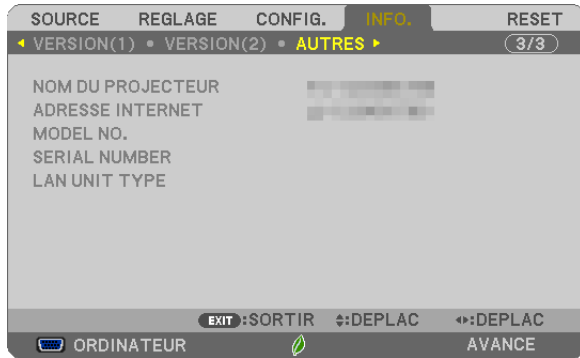 SOURCE REGLAGE CONFIG. INFO. RESET
VERSION(1) • VERSION(2) • AUTRES 3/3
NOM DU PROJECTEUR
ADRESSE INTERNET
MODEL NO.
SERIAL NUMBER
LAN UNIT TYPE
EXIT :SORTIR :DEPLAC :DEPLAC
ORDINATEUR AVANCE